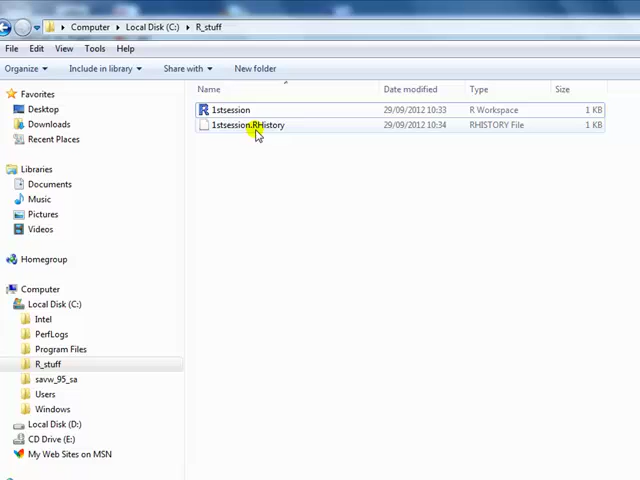 Computer Local Disk (C:) R_stuff
File Edit View Tools Help
Organize Include in library Share with New folder
Name Date modified Type Size
Favorites
Desktop
Downloads
Recent Places
Libraries
Documents
Music
Pictures
Videos
Homegroup
Computer
Local Disk (C:)
Intel
PerfLogs
Program Files
R_stuff
savw_95_sa
Users
Windows
Local Disk (D:)
CD Drive (E:)
My Web Sites on MSN
1stsession 29/09/2012 10:33 R Workspace 1 KB
1stsession.RHistory 29/09/2012 10:34 RHISTORY File 1 KB